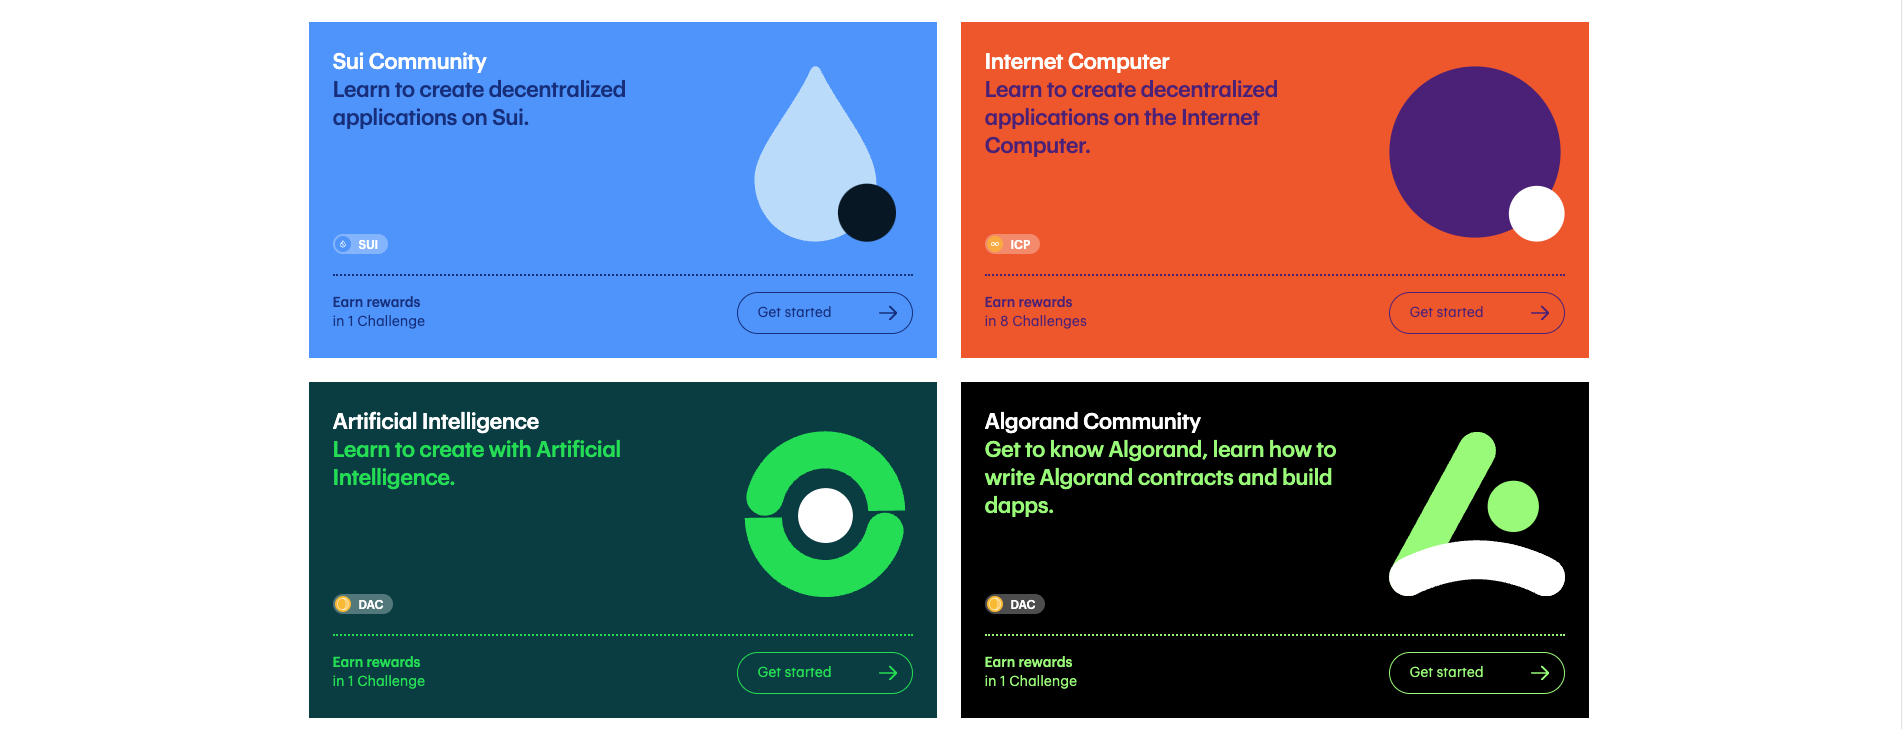 Sui Community
Learn to create decentralized
applications on Sui.
SUI
Earn rewards
in 1 Challenge
Get started
Internet Computer
Learn to create decentralized
applications on the Internet
Computer.
ICP
Earn rewards
in 8 Challenges
Get started
Artificial Intelligence
Learn to create with Artificial
Intelligence.
DAC
Earn rewards
in 1 Challenge
Get started
Algorand Community
Get to know Algorand, learn how to
write Algorand contracts and build
dapps.
DAC
Earn rewards
in 1 Challenge
Get started